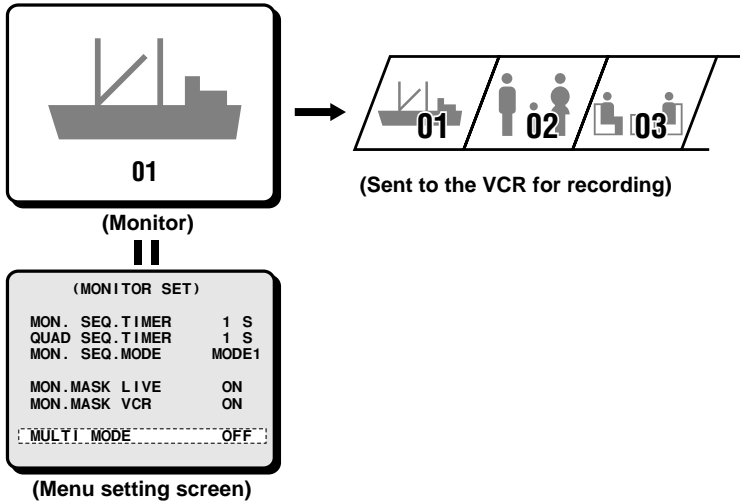 01
(Monitor)
01 02 03
(Sent to the VCR for recording)
(MONITOR SET)
MON. SEQ.TIMER 1 S
QUAD SEQ.TIMER 1 S
MON. SEQ.MODE MODE1
MON.MASK LIVE ON
MON.MASK VCR ON
MULTI MODE OFF
(Menu setting screen)